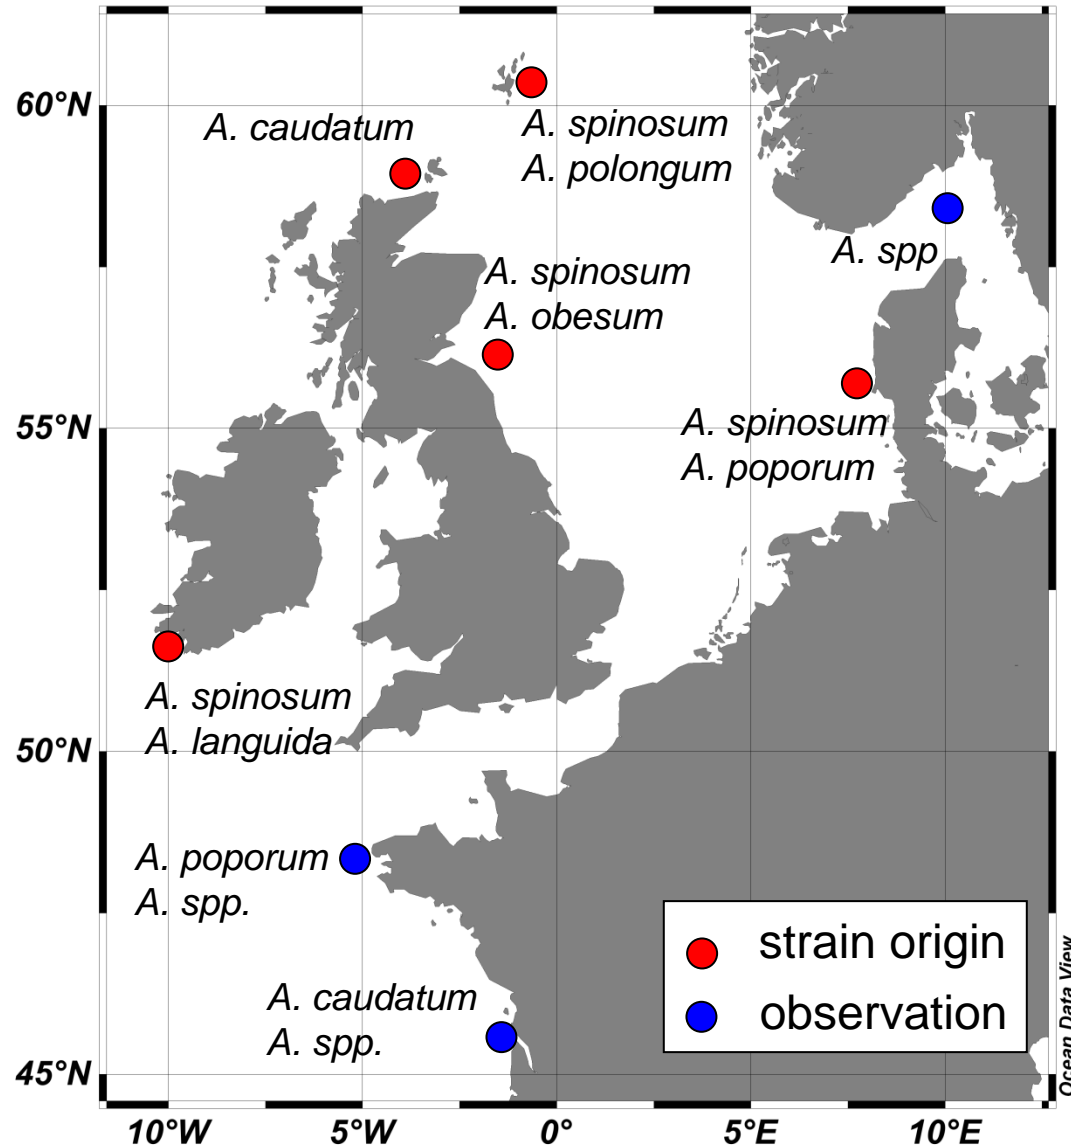 60°N
A. caudatum
A. spinosum
A. polongum
A. spp
A. spinosum
A. obesum
55°N
A. spinosum
A. poporum
A. spinosum
A. languida
50°N
A. poporum
A. spp.
A. caudatum
A. spp.
strain origin
observation
Ocean Data View
45°N
10°W
5°W
0°
5°E
10°E